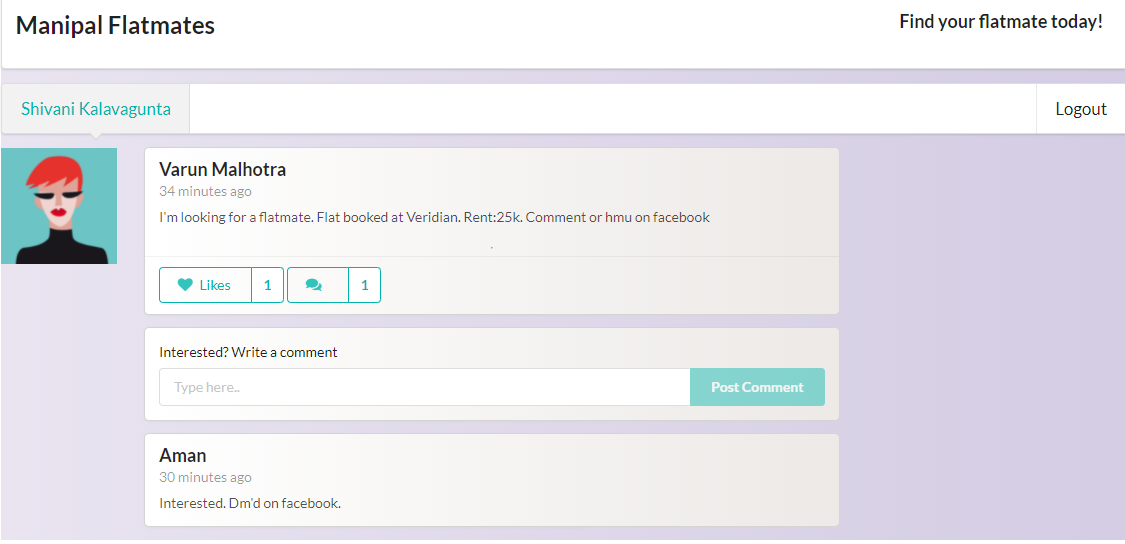 Manipal Flatmates
Find your flatmate today!
Shivani Kalavagunta
Logout
Varun Malhotra
34 minutes ago
I'm looking for a flatmate. Flat booked at Veridian. Rent:25k. Comment or hmu on facebook
.
Likes 1 1
Interested? Write a comment
Type here..
Post Comment
Aman
30 minutes ago
Interested. Dm'd on facebook.